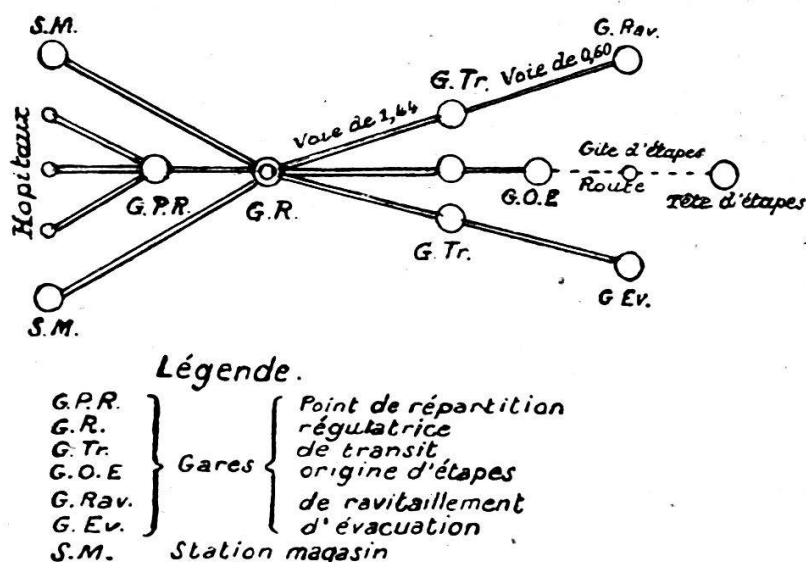 S.M.
G. Rav.
G. Tr.
Voie de 0,60
Voie de 1,44
Hopitaux
Gite d'étapes
G.P.R.
G.R.
G.O.E
Route
Tête d'étapes
G. Tr.
G Ev.
S.M.
Légende.
G.P.R. Point de répartition
G.R. régulatrice
G. Tr. de transit
Gares
G.O.E origine d'étapes
G. Rav. de ravitaillement
G. Ev. d'évacuation
S.M. Station magasin